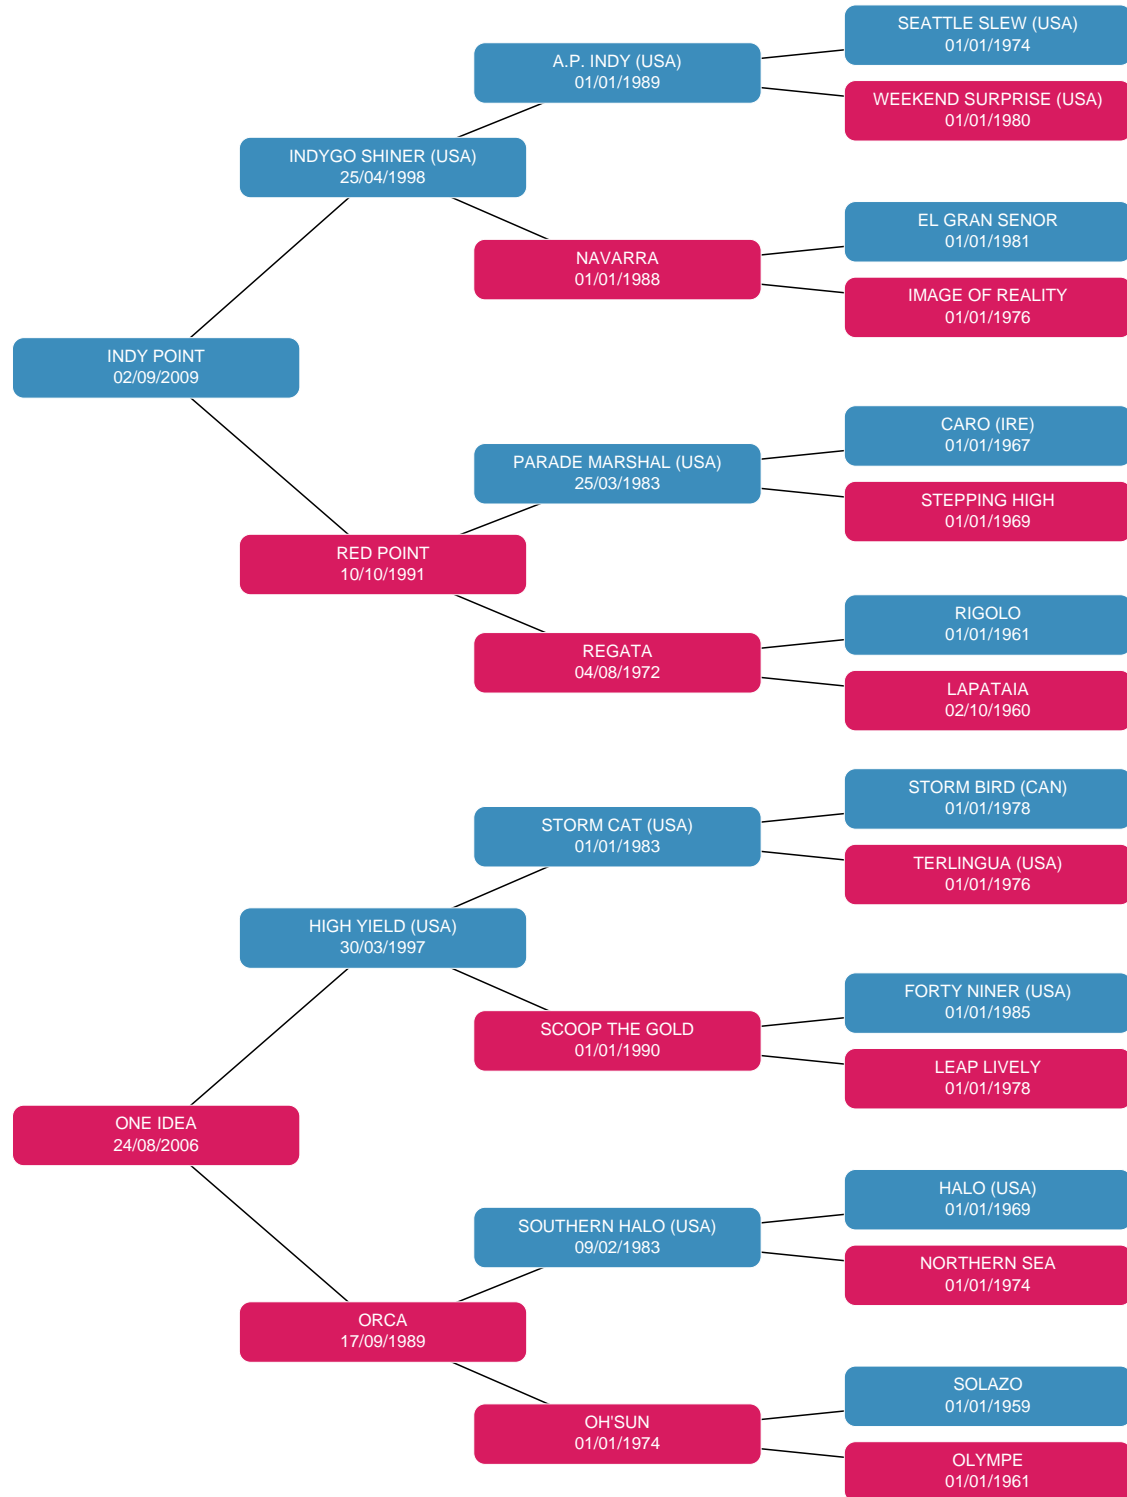 SEATTLE SLEW (USA)
01/01/1974
A.P. INDY (USA)
01/01/1989
WEEKEND SURPRISE (USA)
01/01/1980
INDYGO SHINER (USA)
25/04/1998
EL GRAN SENOR
01/01/1981
NAVARRA
01/01/1988
IMAGE OF REALITY
01/01/1976
INDY POINT
02/09/2009
CARO (IRE)
01/01/1967
PARADE MARSHAL (USA)
25/03/1983
STEPPING HIGH
01/01/1969
RED POINT
10/10/1991
RIGOLO
01/01/1961
REGATA
04/08/1972
LAPATAIA
02/10/1960
STORM BIRD (CAN)
01/01/1978
STORM CAT (USA)
01/01/1983
TERLINGUA (USA)
01/01/1976
HIGH YIELD (USA)
30/03/1997
FORTY NINER (USA)
01/01/1985
SCOOP THE GOLD
01/01/1990
LEAP LIVELY
01/01/1978
ONE IDEA
24/08/2006
HALO (USA)
01/01/1969
SOUTHERN HALO (USA)
09/02/1983
NORTHERN SEA
01/01/1974
ORCA
17/09/1989
SOLAZO
01/01/1959
OH'SUN
01/01/1974
OLYMPE
01/01/1961